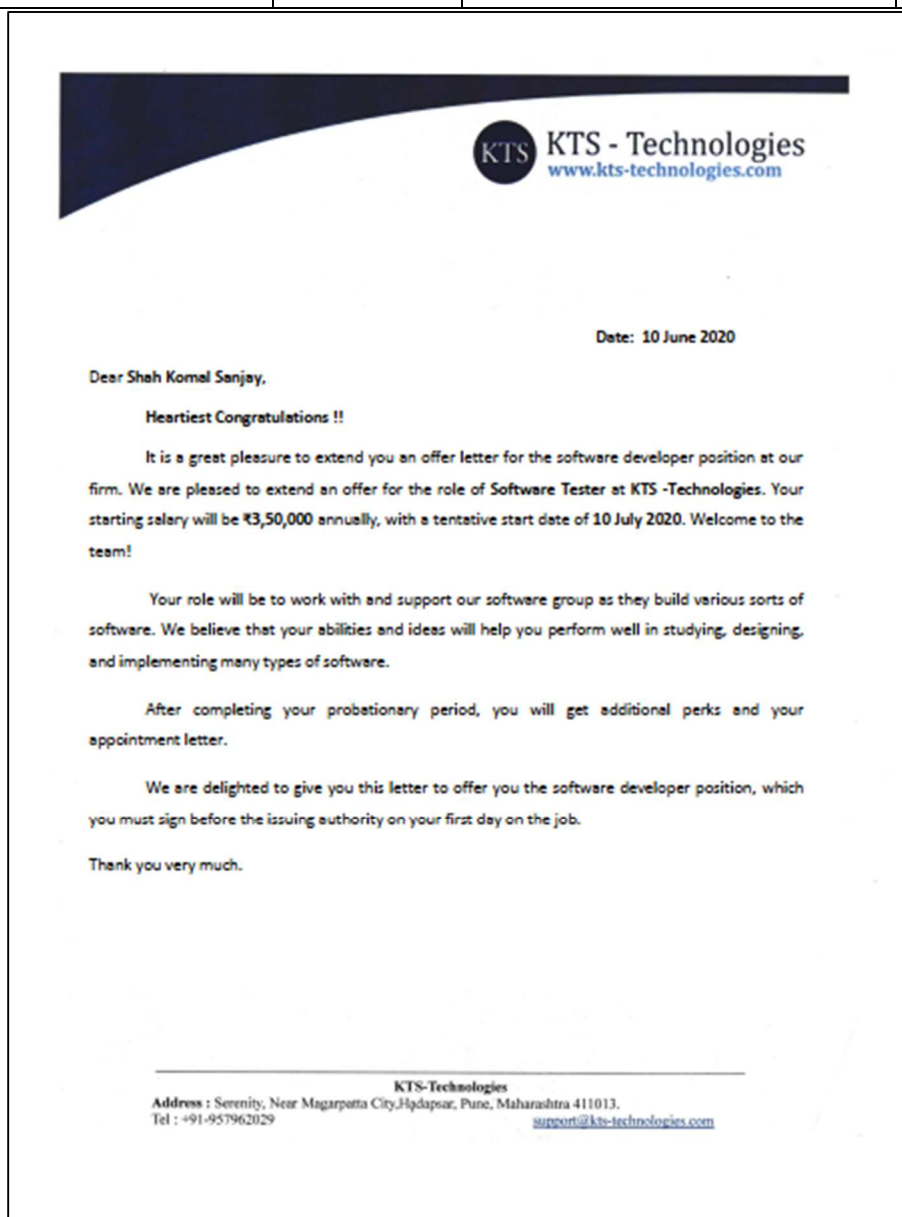 KTS
KTS - Technologies
www.kts-technologies.com
Date: 10 June 2020
Dear Shah Komal Sanjay,
Heartiest Congratulations !!
It is a great pleasure to extend you an offer letter for the software developer position at our
firm. We are pleased to extend an offer for the role of Software Tester at KTS -Technologies. Your
starting salary will be ₹3,50,000 annually, with a tentative start date of 10 July 2020. Welcome to the
team!
Your role will be to work with and support our software group as they build various sorts of
software. We believe that your abilities and ideas will help you perform well in studying, designing,
and implementing many types of software.
After completing your probationary period, you will get additional perks and your
appointment letter.
We are delighted to give you this letter to offer you the software developer position, which
you must sign before the issuing authority on your first day on the job.
Thank you very much.
KTS-Technologies
Address : Serenity, Near Magarpatta City,Hadapsar, Pune, Maharashtra 411013.
Tel : +91-957962029 support@kts-technologies.com